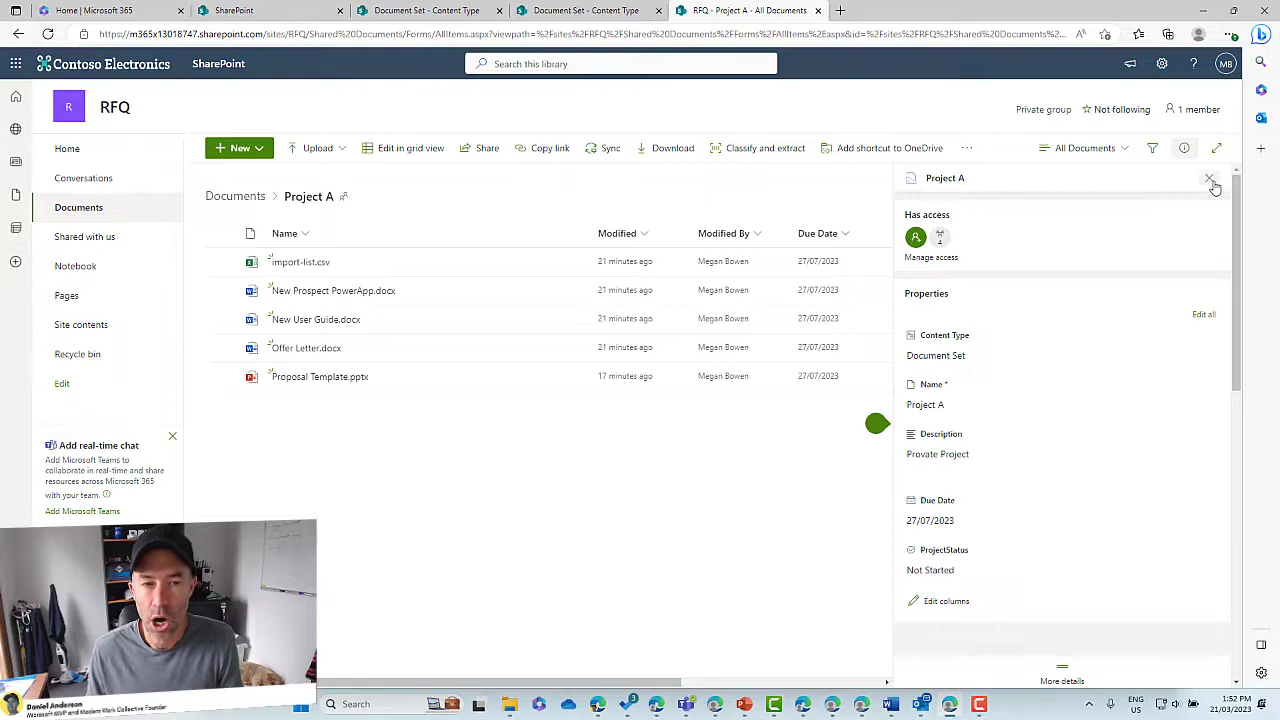 Home | Microsoft 365
SharePoint
Document Set - Content Type
Document Set - Content Type
RFQ - Project A - All Documents
https://m365x13018747.sharepoint.com/sites/RFQ/Shared%20Documents/Forms/AllItems.aspx?viewpath=%2Fsites%2FRFQ%2FShared%20Documents%2FForms%2FAllItems%2Easpx&id=%2Fsites%2FRFQ%2FShared%20Documents%2...
Contoso Electronics SharePoint
Search this library
MB
R RFQ
Private group Not following 1 member
Home
Conversations
Documents
Shared with us
Notebook
Pages
Site contents
Recycle bin
Edit
Add real-time chat
Add Microsoft Teams to
collaborate in real-time and share
resources across Microsoft 365
with your team.
Add Microsoft Teams
New Upload Edit in grid view Share Copy link Sync Download Classify and extract Add shortcut to OneDrive ... All Documents
Documents > Project A
Name Modified Modified By Due Date
import-list.csv 21 minutes ago Megan Bowen 27/07/2023
New Prospect PowerApp.docx 21 minutes ago Megan Bowen 27/07/2023
New User Guide.docx 21 minutes ago Megan Bowen 27/07/2023
Offer Letter.docx 21 minutes ago Megan Bowen 27/07/2023
Proposal Template.pptx 17 minutes ago Megan Bowen 27/07/2023
Project A
Has access
Manage access
Properties
Edit all
Content Type
Document Set
Name *
Project A
Description
Private Project
Due Date
27/07/2023
ProjectStatus
Not Started
Edit columns
More details
Daniel Anderson
Microsoft MVP and Modern Work Collective Founder
Search
3
ENG
US
1:52 PM
21/03/2023